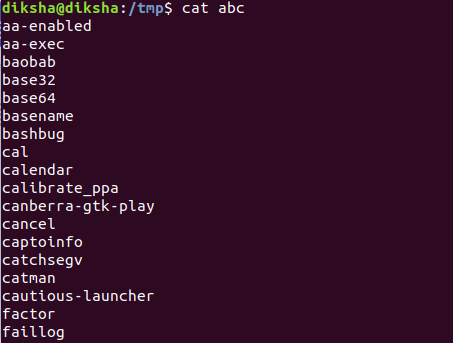 diksha@diksha:/tmp$ cat abc
aa-enabled
aa-exec
baobab
base32
base64
basename
bashbug
cal
calendar
calibrate_ppa
canberra-gtk-play
cancel
captoinfo
catchsegv
catman
cautious-launcher
factor
faillog